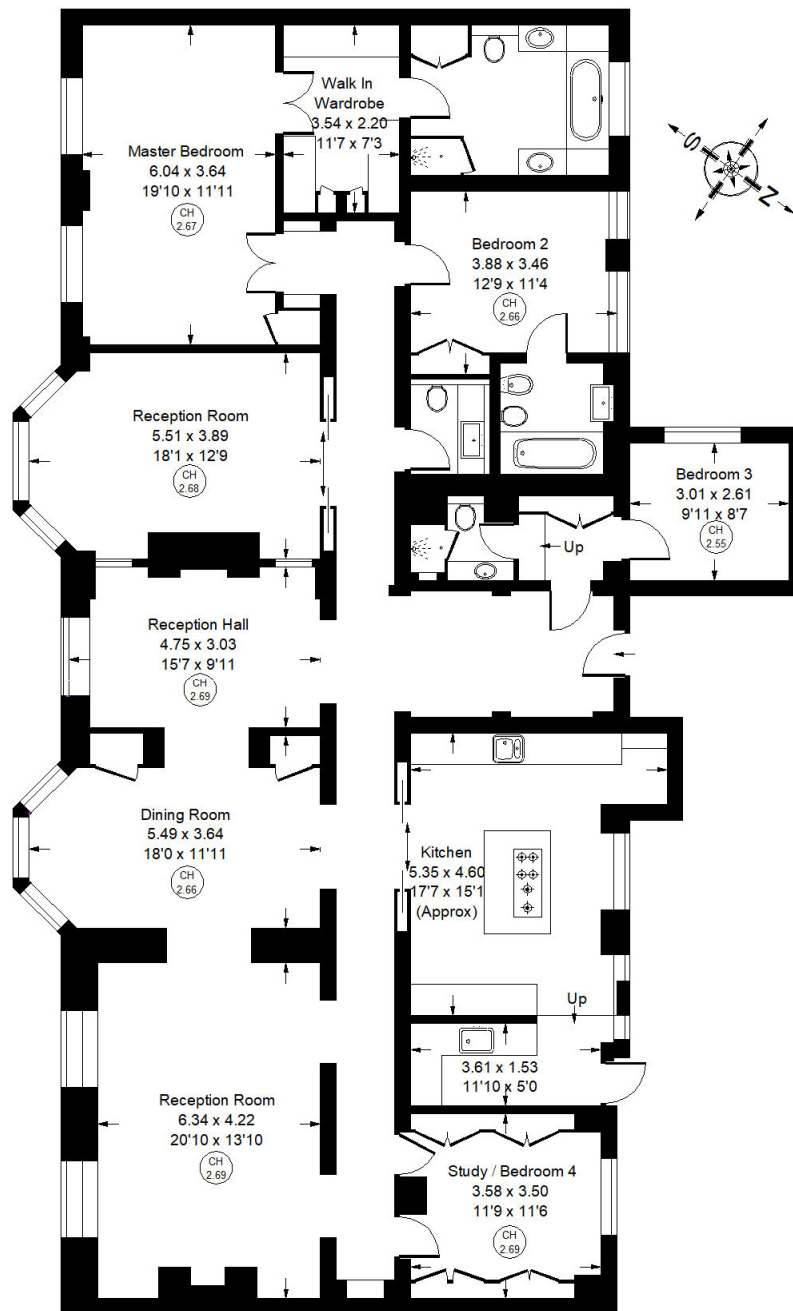 Walk In
Wardrobe
3.54 x 2.20
11'7 x 7'3
Master Bedroom
6.04 x 3.64
19'10 x 11'11
CH
2.67
S
N
Bedroom 2
3.88 x 3.46
12'9 x 11'4
CH
2.66
Reception Room
5.51 x 3.89
18'1 x 12'9
CH
2.68
Bedroom 3
3.01 x 2.61
9'11 x 8'7
CH
2.55
Up
Reception Hall
4.75 x 3.03
15'7 x 9'11
CH
2.69
Dining Room
5.49 x 3.64
18'0 x 11'11
CH
2.66
Kitchen
5.35 x 4.60
17'7 x 15'1
(Approx)
Up
3.61 x 1.53
11'10 x 5'0
Reception Room
6.34 x 4.22
20'10 x 13'10
CH
2.69
Study / Bedroom 4
3.58 x 3.50
11'9 x 11'6
CH
2.69